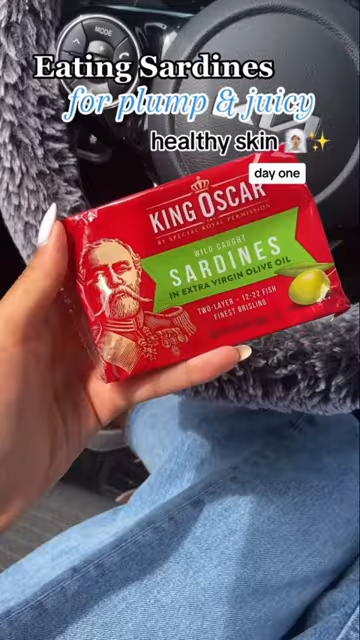 MODE
Eating Sardines
for plump & juicy
healthy skin
day one
KING OSCAR
BY SPECIAL ROYAL PERMISSION
WILD CAUGHT
SARDINES
IN EXTRA VIRGIN OLIVE OIL
TWO-LAYER - 12-22 FISH
FINEST BRISLING